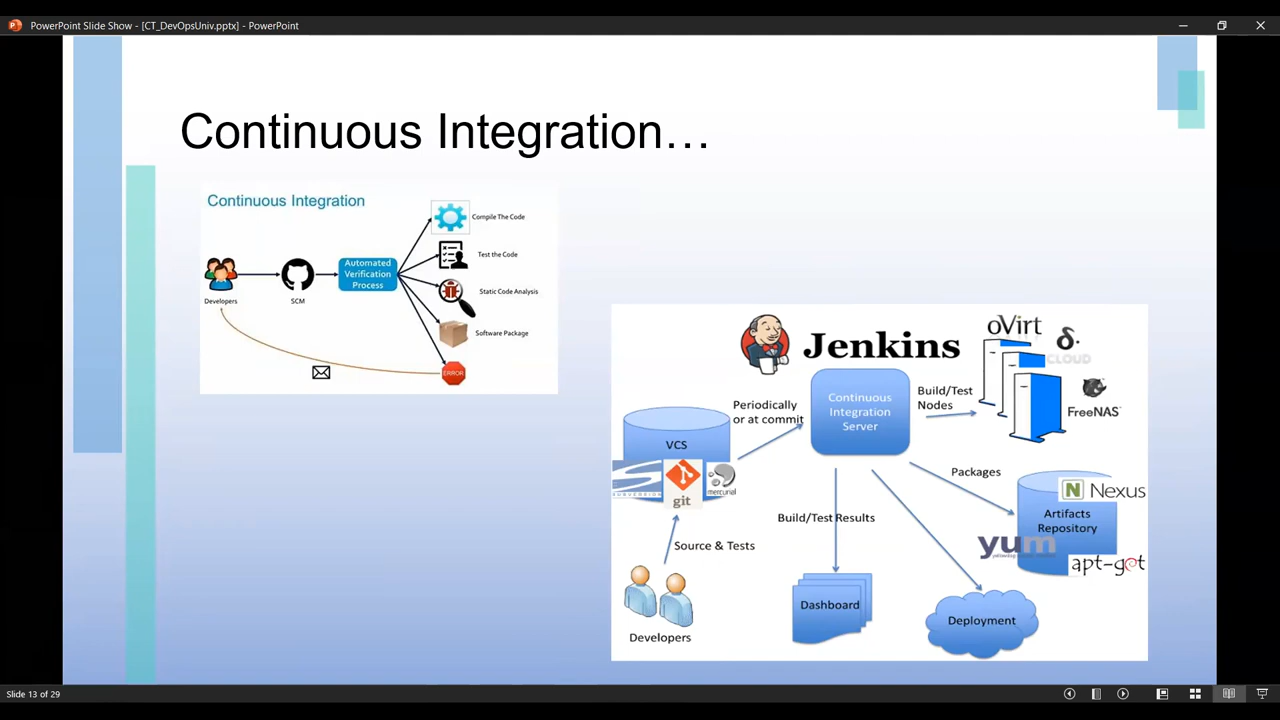 PowerPoint Slide Show - [CT_DevOpsUniv.pptx] - PowerPoint
Continuous Integration…
Continuous Integration
Compile The Code
Test the Code
Automated
Verification
Process
Static Code Analysis
Developers
SCM
Software Package
ERROR
Jenkins
oVirt
CLOUD
FreeNAS
Continuous
Integration
Server
Build/Test
Nodes
Periodically
or at commit
VCS
SUBVERSION
git
mercurial
Packages
Nexus
Artifacts
Repository
yum
apt-get
Build/Test Results
Source & Tests
Developers
Dashboard
Deployment
Slide 13 of 29